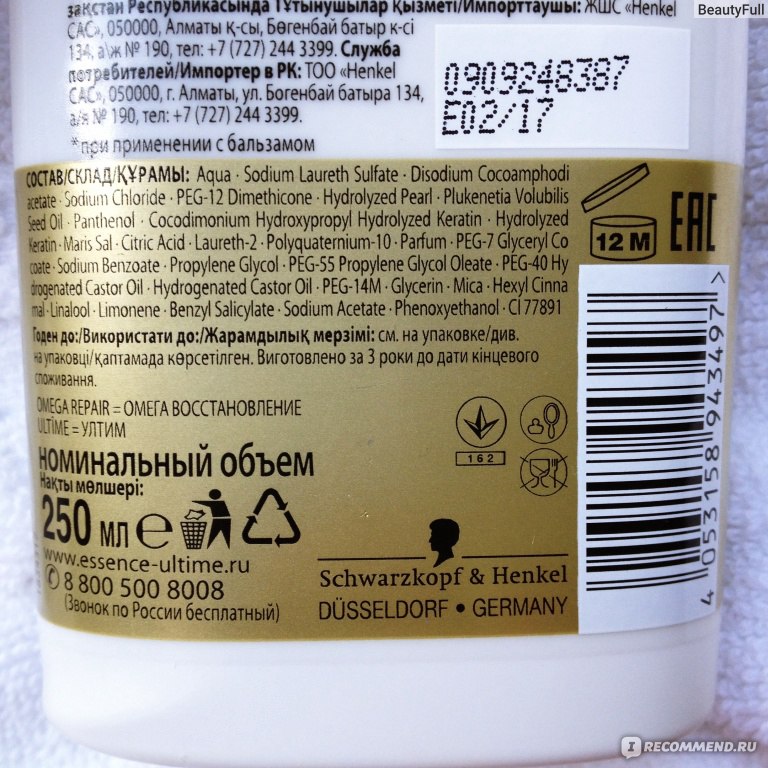 BeautyFull
зақстан Республикасында Тұтынушылар Қызметі/Импорттаушы: ЖШС «Henkel
САС», 050000, Алматы қ-сы, Бөгенбай батыр к-сі
134, а\ж № 190, тел: +7 (727) 244 3399. Служба
потребителей/Импортер в РК: ТОО «Henkel
САС», 050000, г. Алматы, ул. Богенбай батыра 134,
а/я № 190, тел: +7 (727) 244 3399.
*при применении с бальзамом
0909248387
E02/17
СОСТАВ/СКЛАД/ҚҰРАМЫ: Aqua · Sodium Laureth Sulfate · Disodium Cocoamphodi
acetate · Sodium Chloride · PEG-12 Dimethicone · Hydrolyzed Pearl · Plukenetia Volubilis
Seed Oil · Panthenol · Cocodimonium Hydroxypropyl Hydrolyzed Keratin · Hydrolyzed
Keratin · Maris Sal · Citric Acid · Laureth-2 · Polyquaternium-10 · Parfum · PEG-7 Glyceryl Co
coate · Sodium Benzoate · Propylene Glycol · PEG-55 Propylene Glycol Oleate · PEG-40 Hy
drogenated Castor Oil · Hydrogenated Castor Oil · PEG-14M · Glycerin · Mica · Hexyl Cinna
mal · Linalool · Limonene · Benzyl Salicylate · Sodium Acetate · Phenoxyethanol · CI 77891
12 M
EAC
Годен до:/Використати до:/Жарамдылық мерзімі: см. на упаковке/див.
на упаковці/қаптамада көрсетілген. Виготовлено за 3 роки до дати кінцевого
споживання.
OMEGA REPAIR = ОМЕГА ВОССТАНОВЛЕНИЕ
ULTÎME = УЛТИМ
162
номинальный объем
Нақты мөлшері:
250 мл ℮
www.essence-ultime.ru
✆ 8 800 500 8008
(Звонок по России бесплатный)
Schwarzkopf & Henkel
DÜSSELDORF • GERMANY
4 053158 943497 >
I RECOMMEND.RU